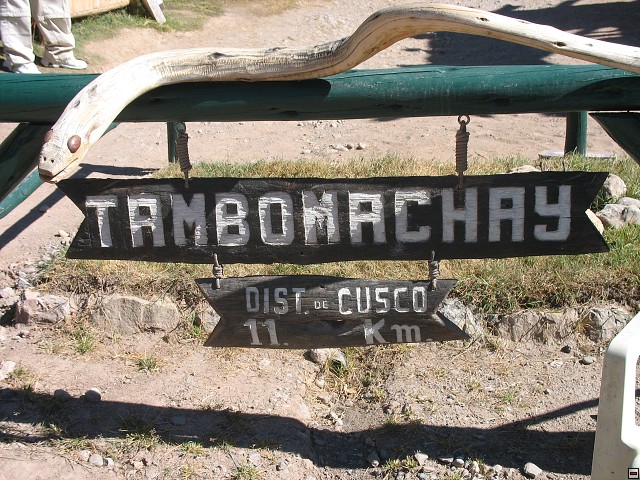 TAMBOMACHAY
DIST. DE CUSCO
11. Km.